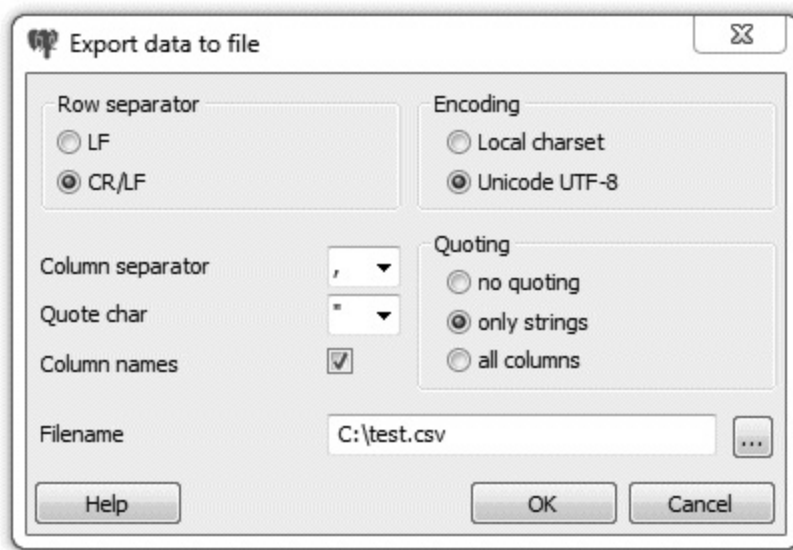 Export data to file
Row separator
LF
CR/LF
Encoding
Local charset
Unicode UTF-8
Column separator ,
Quote char "
Column names
Quoting
no quoting
only strings
all columns
Filename C:\test.csv ...
Help OK Cancel